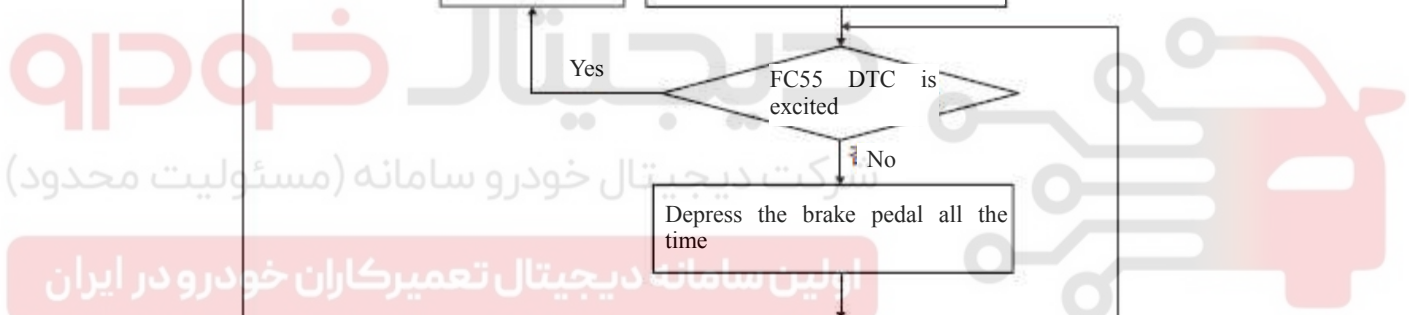 Yes
FC55 DTC is
excited
No
Depress the brake pedal all the
time
دیجیتال خودرو
شرکت دیجیتال خودرو سامانه (مسئولیت محدود)
اولین سامانه دیجیتال تعمیرکاران خودرو در ایران